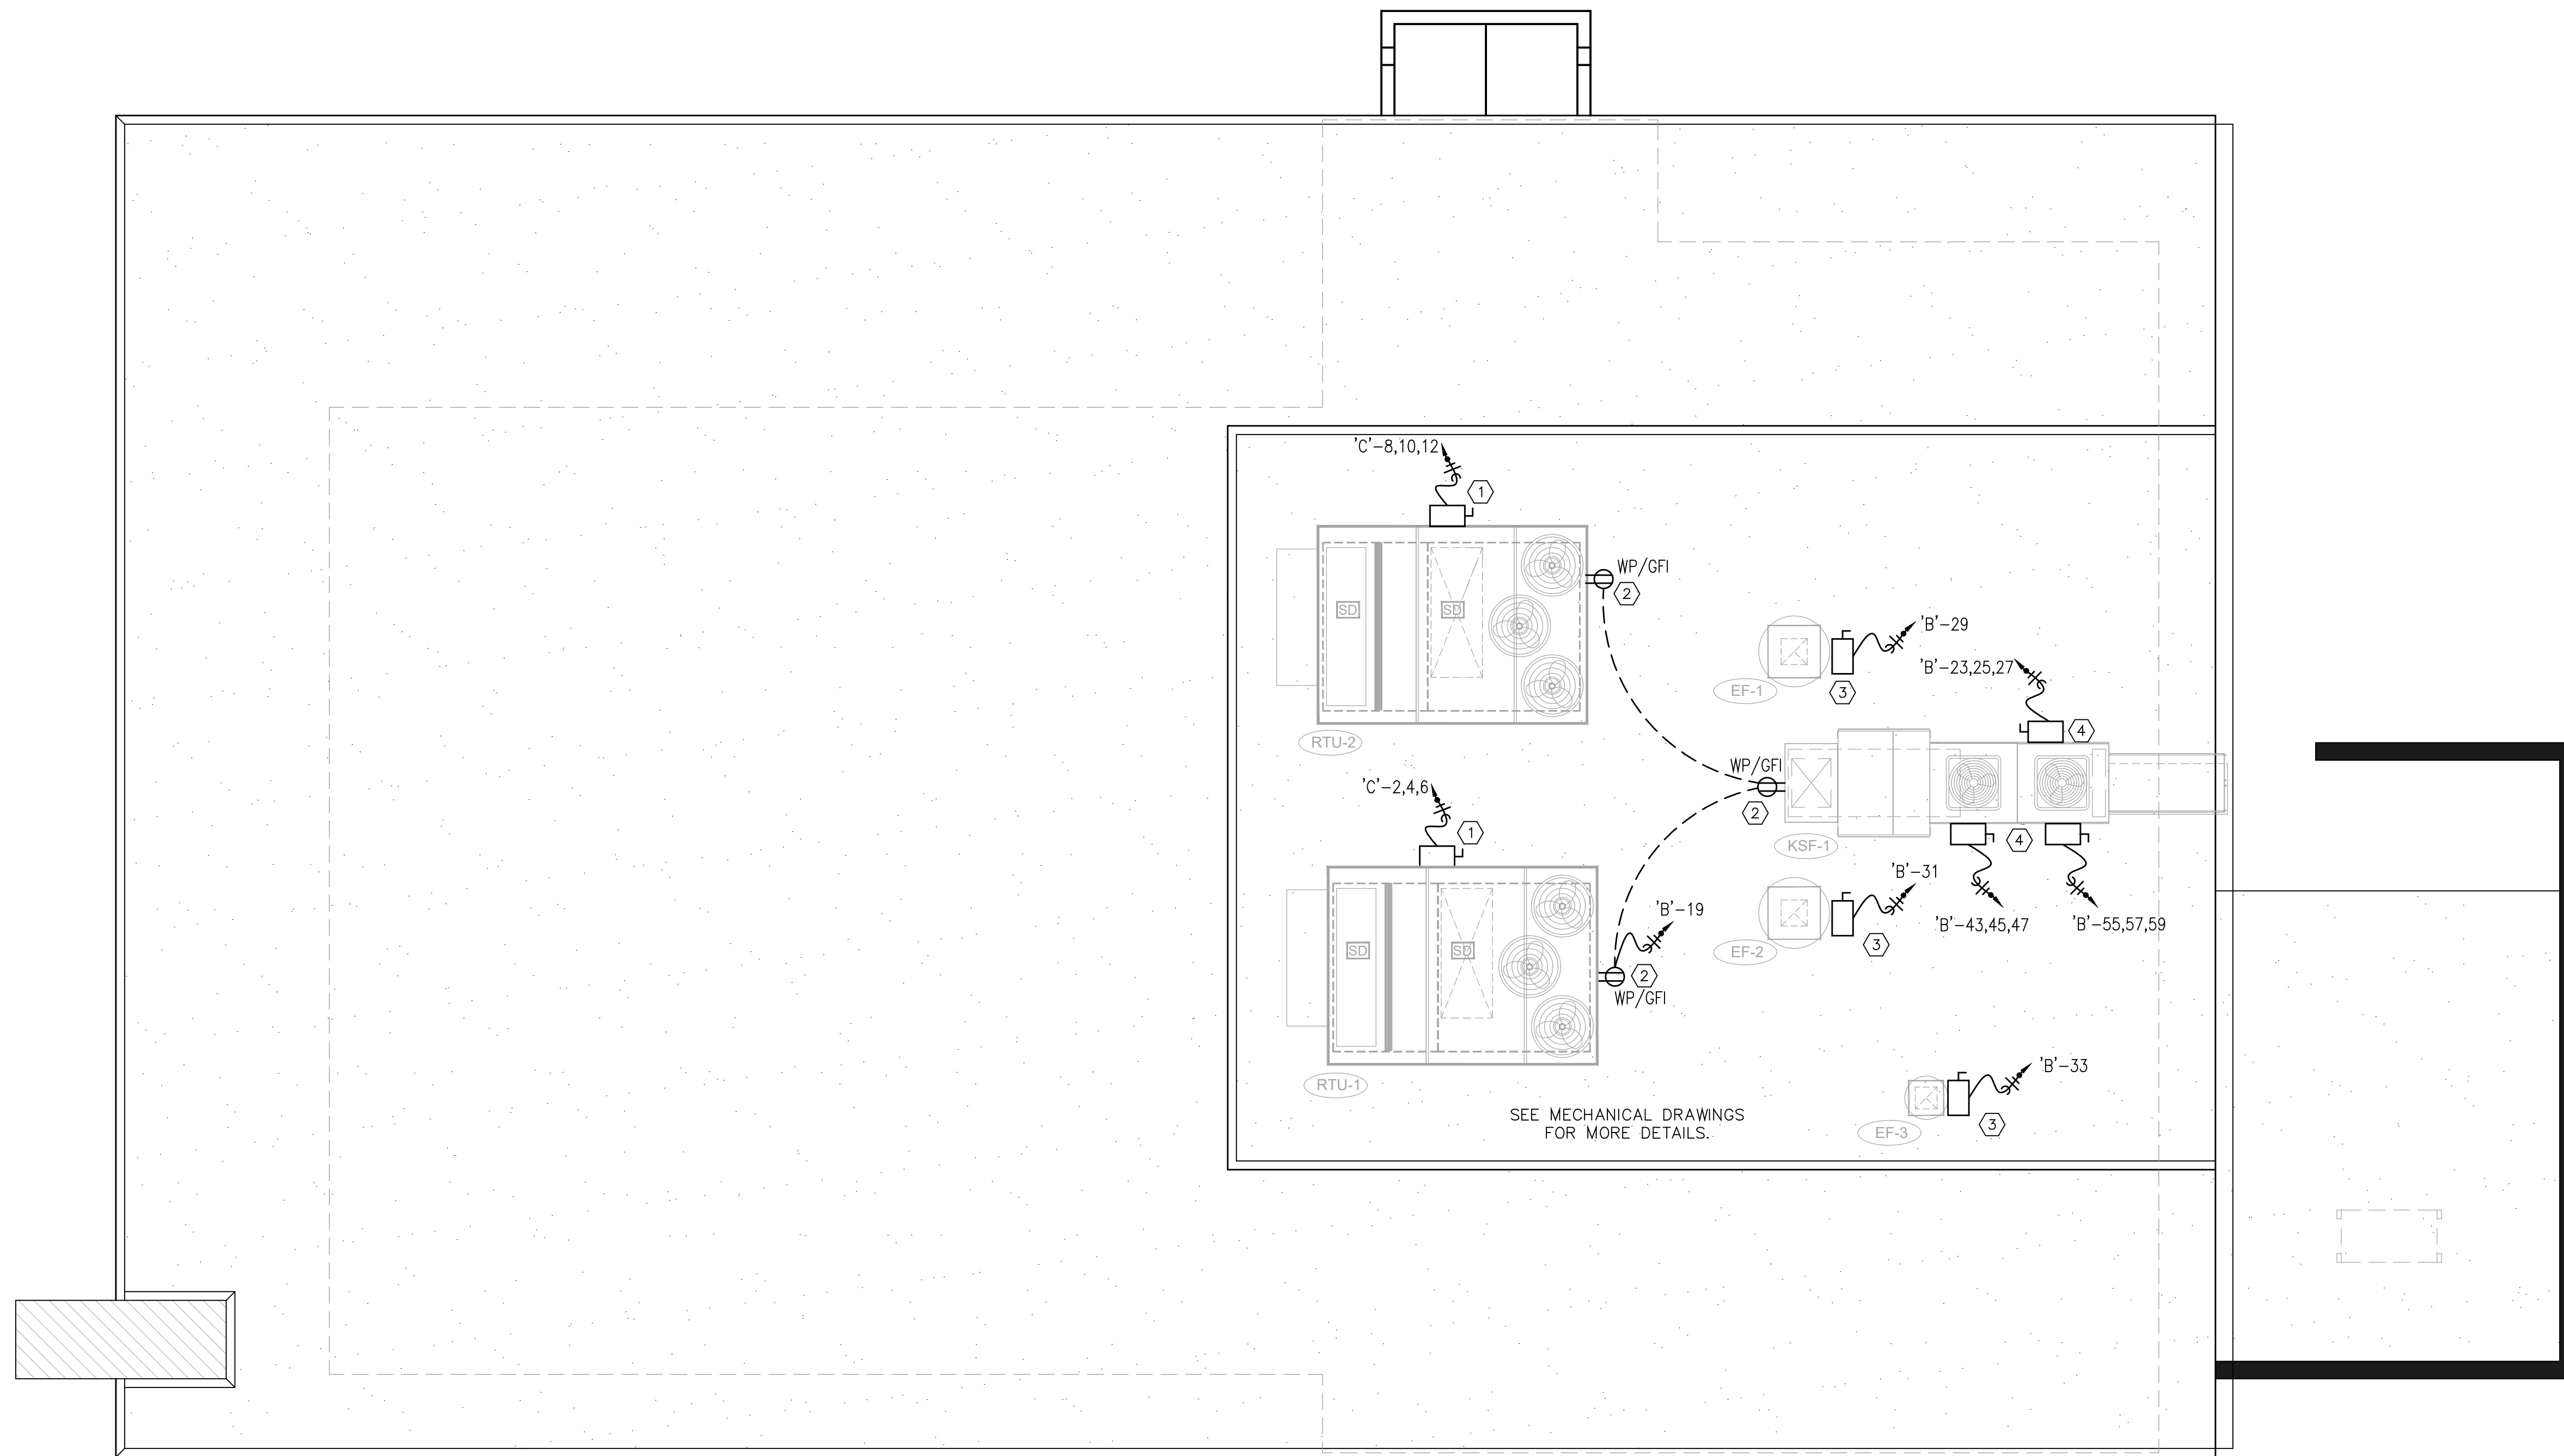 'C'-8,10,12
1
WP/GFI
2
SD
SD
'B'-29
'B'-23,25,27
EF-1
3
4
RTU-2
WP/GFI
2
'C'-2,4,6
1
KSF-1
4
'B'-31
'B'-19
'B'-43,45,47
'B'-55,57,59
SD
SD
EF-2
3
2
WP/GFI
'B'-33
RTU-1
SEE MECHANICAL DRAWINGS
FOR MORE DETAILS.
EF-3
3